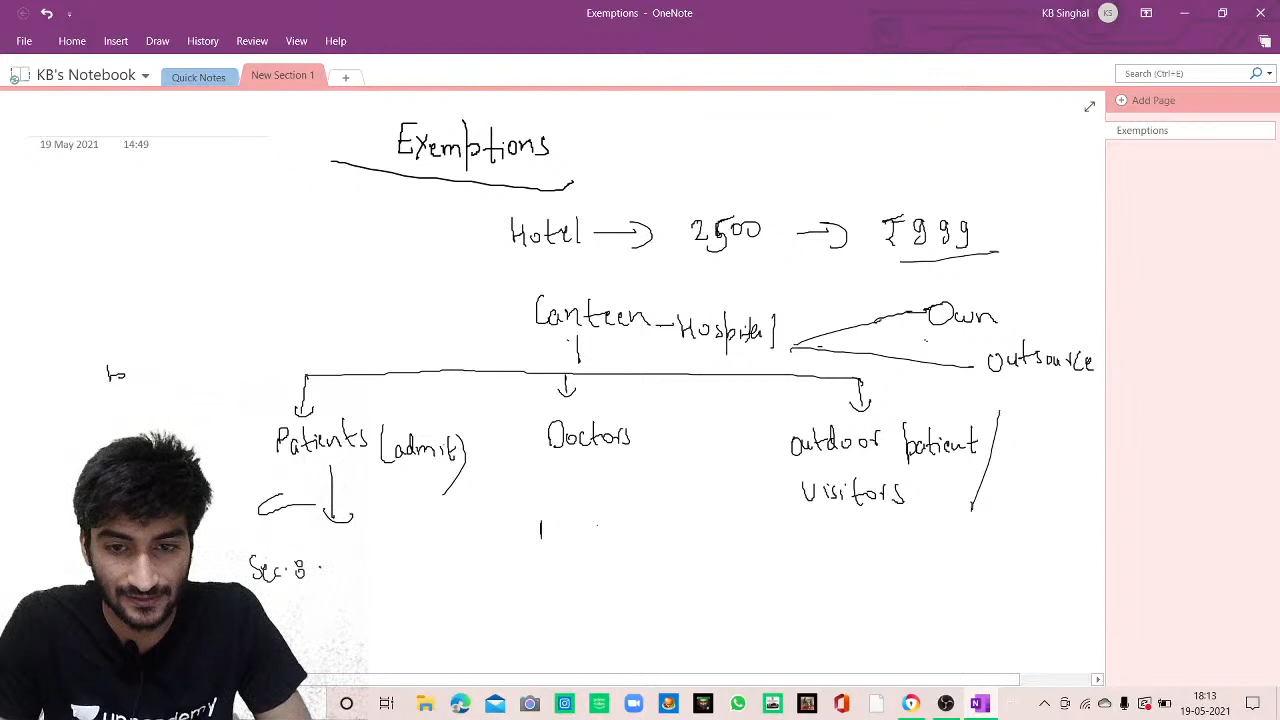 Exemptions - OneNote
KB Singhal KS
File Home Insert Draw History Review View Help
KB's Notebook Quick Notes New Section 1 +
Search (Ctrl+E)
Add Page
Exemptions
19 May 2021 14:49
Exemptions
Hotel → 2500 → ₹999
Canteen - Hospital
Own
Outsource
to
Patients (admit)
Doctors
outdoor patient /
visitors
Sec. 8
18:13
19-05-2021